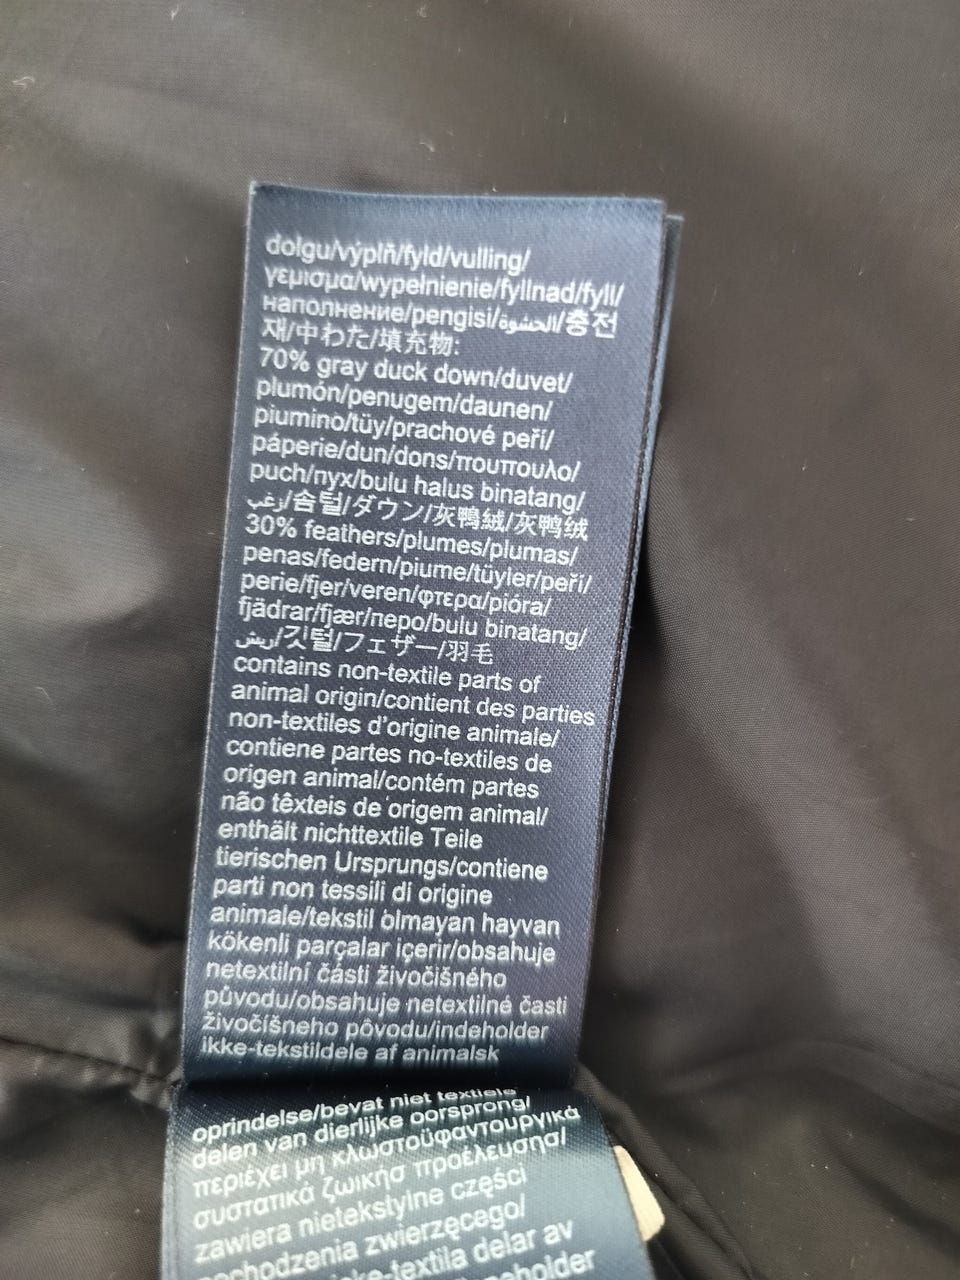 dolgu/výplň/fyld/vulling/
γεμισμα/wypełnienie/fyllnad/fyll/
наполнение/pengisi/الحشوة/충전
재/中わた/填充物:
70% gray duck down/duvet/
plumón/penugem/daunen/
piumino/tüy/prachové peří/
páperie/dun/dons/πουπουλο/
puch/пух/bulu halus binatang/
زغب/솜털/ダウン/灰鴨絨/灰鸭绒
30% feathers/plumes/plumas/
penas/federn/piume/tüyler/peří/
perie/fjer/veren/φτερα/pióra/
fjädrar/fjær/перо/bulu binatang/
ريش/깃털/フェザー/羽毛
contains non-textile parts of
animal origin/contient des parties
non-textiles d'origine animale/
contiene partes no-textiles de
origen animal/contém partes
não têxteis de origem animal/
enthält nichttextile Teile
tierischen Ursprungs/contiene
parti non tessili di origine
animale/tekstil olmayan hayvan
kökenli parçalar içerir/obsahuje
netextilní části živočišného
původu/obsahuje netextilné časti
živočíšneho pôvodu/indeholder
ikke-tekstildele af animalsk
oprindelse/bevat niet textiele
delen van dierlijke oorsprong/
περιέχει μη κλωστοϋφαντουργικά
συστατικά ζωικήσ προέλευσησ/
zawiera nietekstylne części
pochodzenia zwierzęcego/
icke-textila delar av